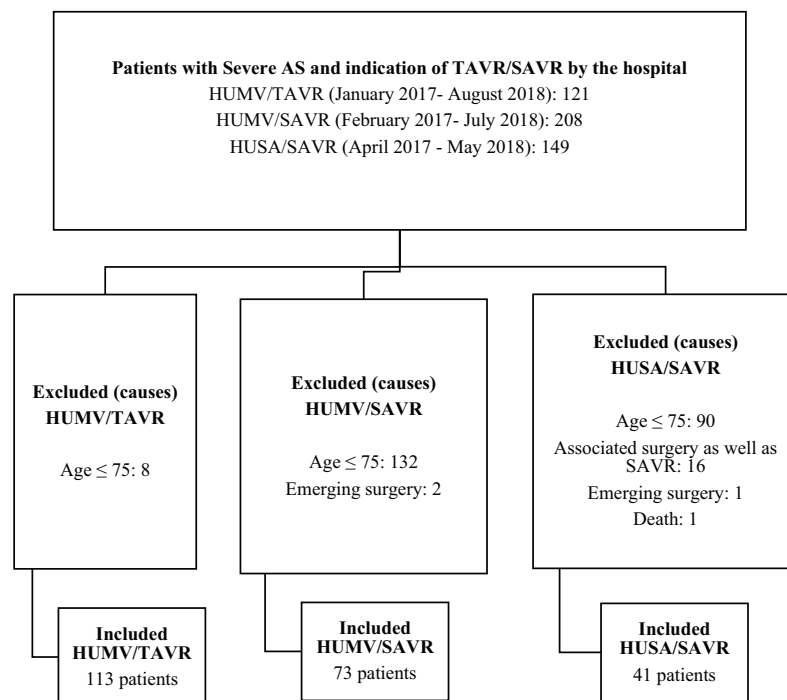 Patients with Severe AS and indication of TAVR/SAVR by the hospital
HUMV/TAVR (January 2017- August 2018): 121
HUMV/SAVR (February 2017- July 2018): 208
HUSA/SAVR (April 2017 - May 2018): 149
Excluded (causes)
HUMV/TAVR
Age ≤ 75: 8
Excluded (causes)
HUMV/SAVR
Age ≤ 75: 132
Emerging surgery: 2
Excluded (causes)
HUSA/SAVR
Age ≤ 75: 90
Associated surgery as well as
SAVR: 16
Emerging surgery: 1
Death: 1
Included
HUMV/TAVR
113 patients
Included
HUMV/SAVR
73 patients
Included
HUSA/SAVR
41 patients